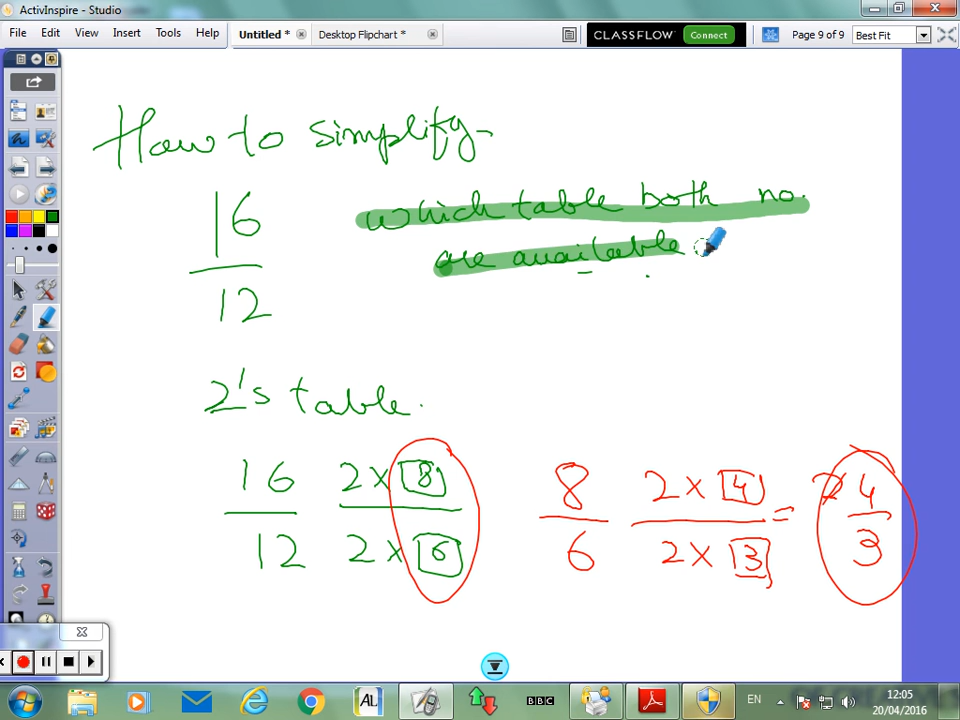 ActivInspire - Studio
File Edit View Insert Tools Help Untitled * Desktop Flipchart * CLASSFLOW Connect Page 9 of 9 Best Fit
How to simplify
16
12
which table both no.
are available
2's table.
16
12
2 x 8
2 x 6
8
6
2 x 4
2 x 3
=
4
3
AL BBC EN 12:05
20/04/2016